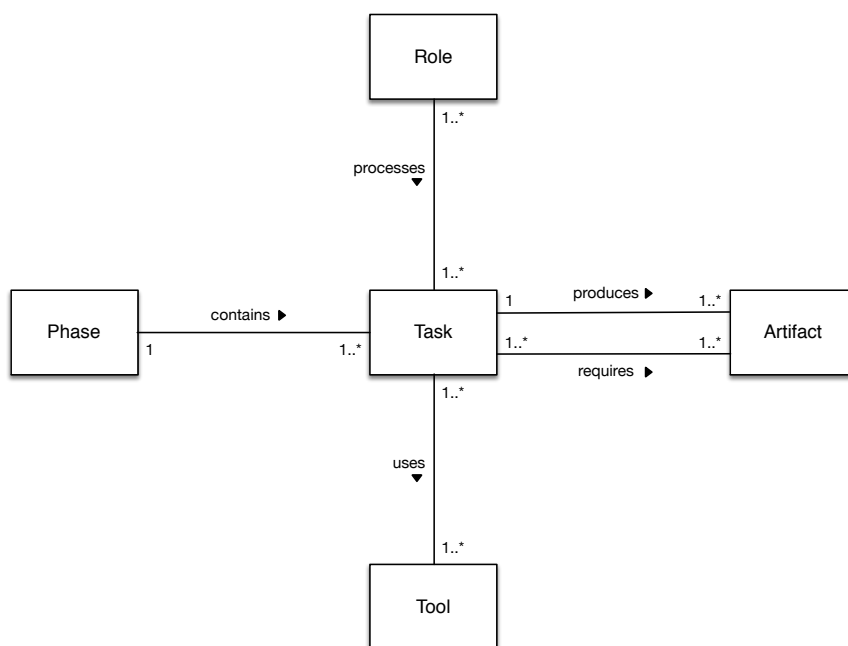 Role
1..*
processes
1..*
Phase
contains
1
1..*
Task
1
produces
1..*
1..*
requires
1..*
Artifact
1..*
uses
1..*
Tool